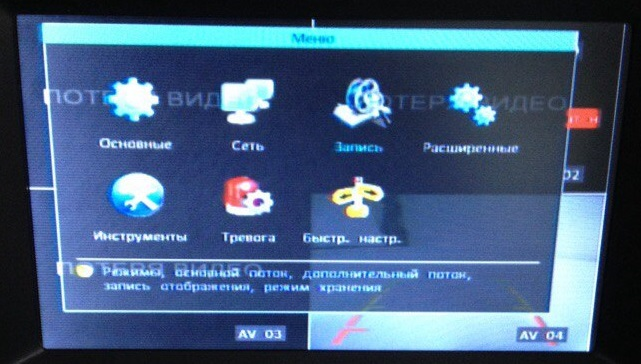 Меню
ПОТЕРЯ ВИДЕО
ПОТЕРЯ ВИДЕО
Основные
Сеть
Запись
Расширенные
02
Инструменты
Тревога
Быстр. настр.
ПОТЕРЯ ВИДЕО
Режимы, основной поток, дополнительный поток,
запись отображения, режим хранения
AV 03
AV 04